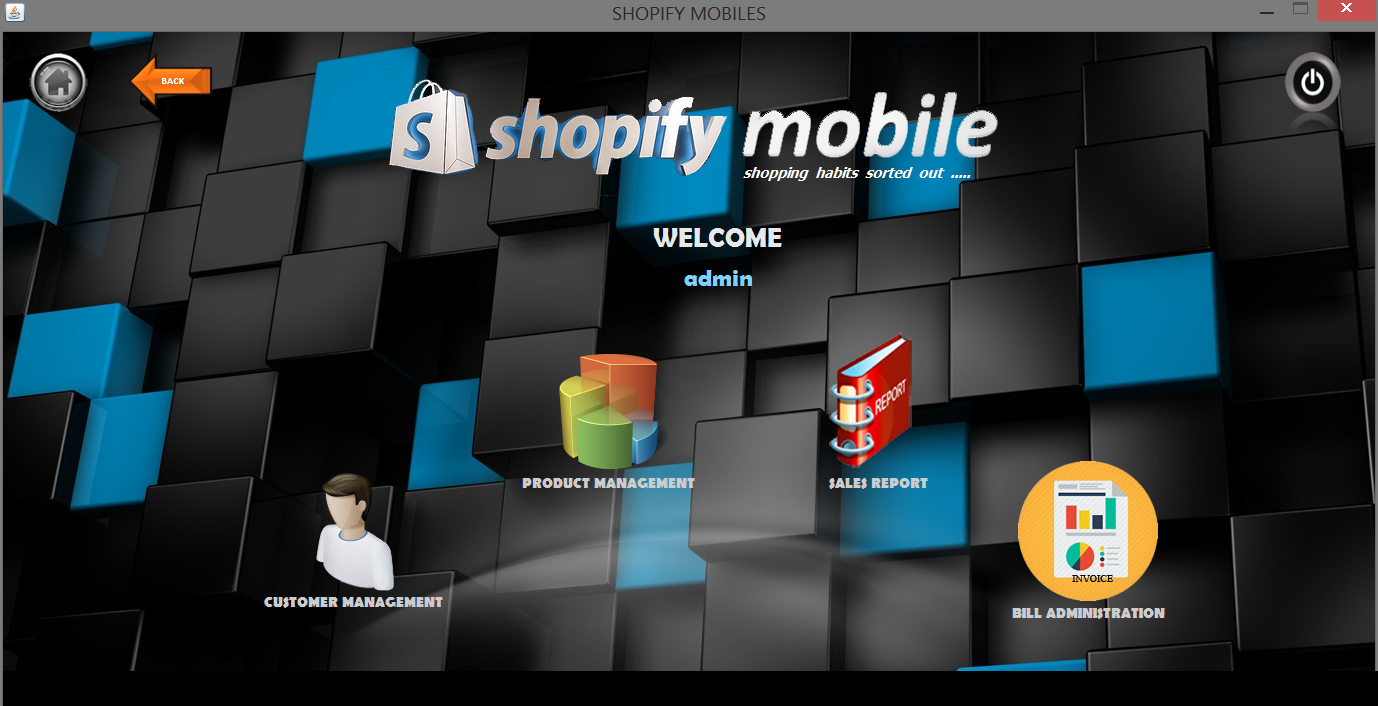 SHOPIFY MOBILES
BACK
S shopify mobile
shopping habits sorted out .....
WELCOME
admin
REPORT
PRODUCT MANAGEMENT
SALES REPORT
INVOICE
CUSTOMER MANAGEMENT
BILL ADMINISTRATION